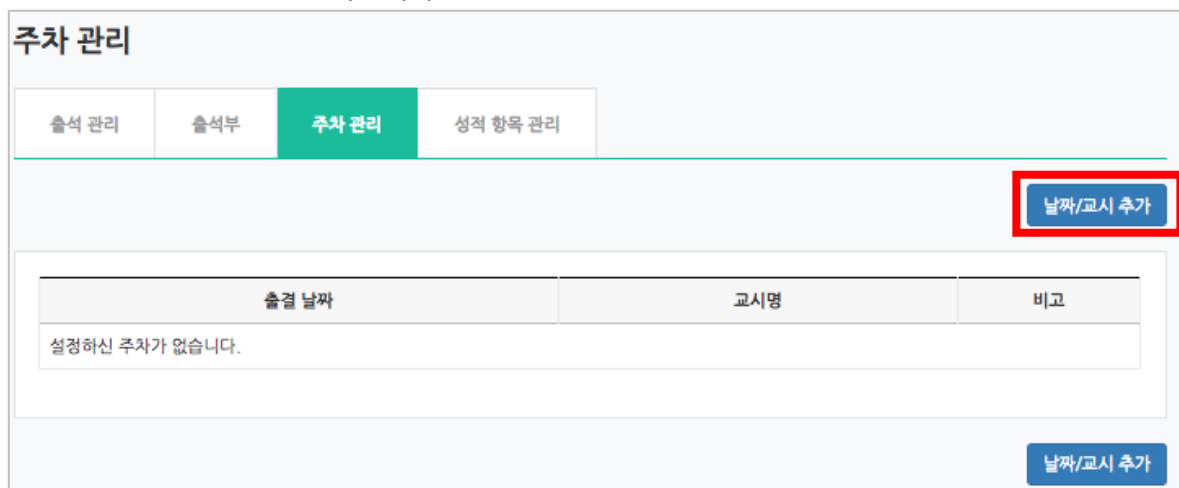 주차 관리
출석 관리 출석부 주차 관리 성적 항목 관리
날짜/교시 추가
출결 날짜 교시명 비고
설정하신 주차가 없습니다.
날짜/교시 추가